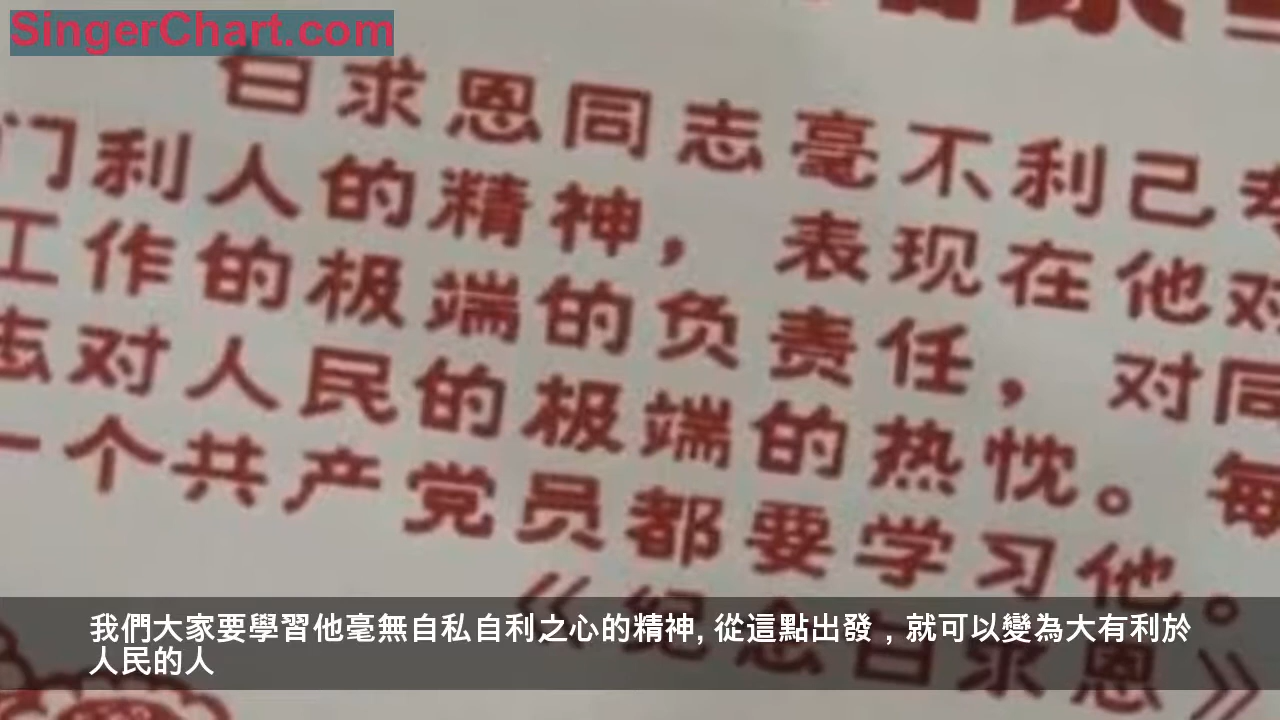 SingerChart.com
白求恩同志毫不利己专
门利人的精神，表现在他对
工作的极端的负责任，对同
志对人民的极端的热忱。每
一个共产党员都要学习他。
《纪念白求恩》
我們大家要學習他毫無自私自利之心的精神, 從這點出發，就可以變為大有利於
人民的人